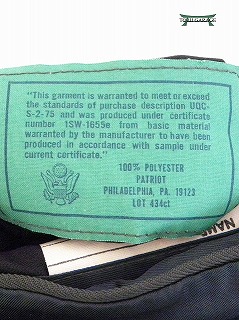 "This garment is warranted to meet or exceed
the standards of purchase description UQC-
S-2-75 and was produced under certificate
number 1SW-1655e from basic material
warranted by the manufacturer to have been
produced in accordance with sample under
current certificate."
100% POLYESTER
PATRIOT
PHILADELPHIA, PA. 19123
LOT 434ct
NAME